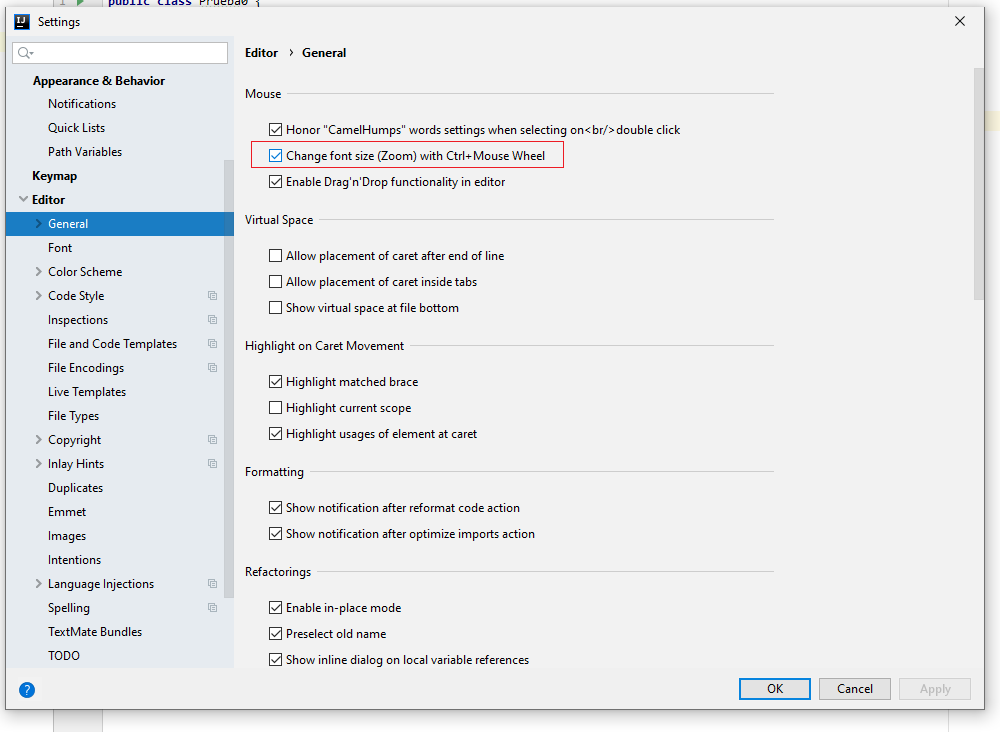 1 public class Prueba0 {
IJ Settings
Appearance & Behavior
Notifications
Quick Lists
Path Variables
Keymap
Editor
General
Font
Color Scheme
Code Style
Inspections
File and Code Templates
File Encodings
Live Templates
File Types
Copyright
Inlay Hints
Duplicates
Emmet
Images
Intentions
Language Injections
Spelling
TextMate Bundles
TODO
Editor › General
Mouse
Honor "CamelHumps" words settings when selecting on<br/>double click
Change font size (Zoom) with Ctrl+Mouse Wheel
Enable Drag'n'Drop functionality in editor
Virtual Space
Allow placement of caret after end of line
Allow placement of caret inside tabs
Show virtual space at file bottom
Highlight on Caret Movement
Highlight matched brace
Highlight current scope
Highlight usages of element at caret
Formatting
Show notification after reformat code action
Show notification after optimize imports action
Refactorings
Enable in-place mode
Preselect old name
Show inline dialog on local variable references
?
OK
Cancel
Apply